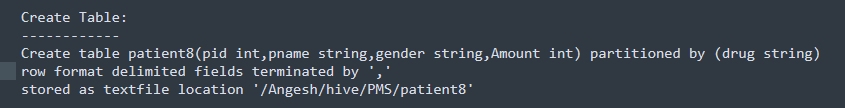 Create Table:
------------
Create table patient8(pid int,pname string,gender string,Amount int) partitioned by (drug string)
row format delimited fields terminated by ','
stored as textfile location '/Angesh/hive/PMS/patient8'